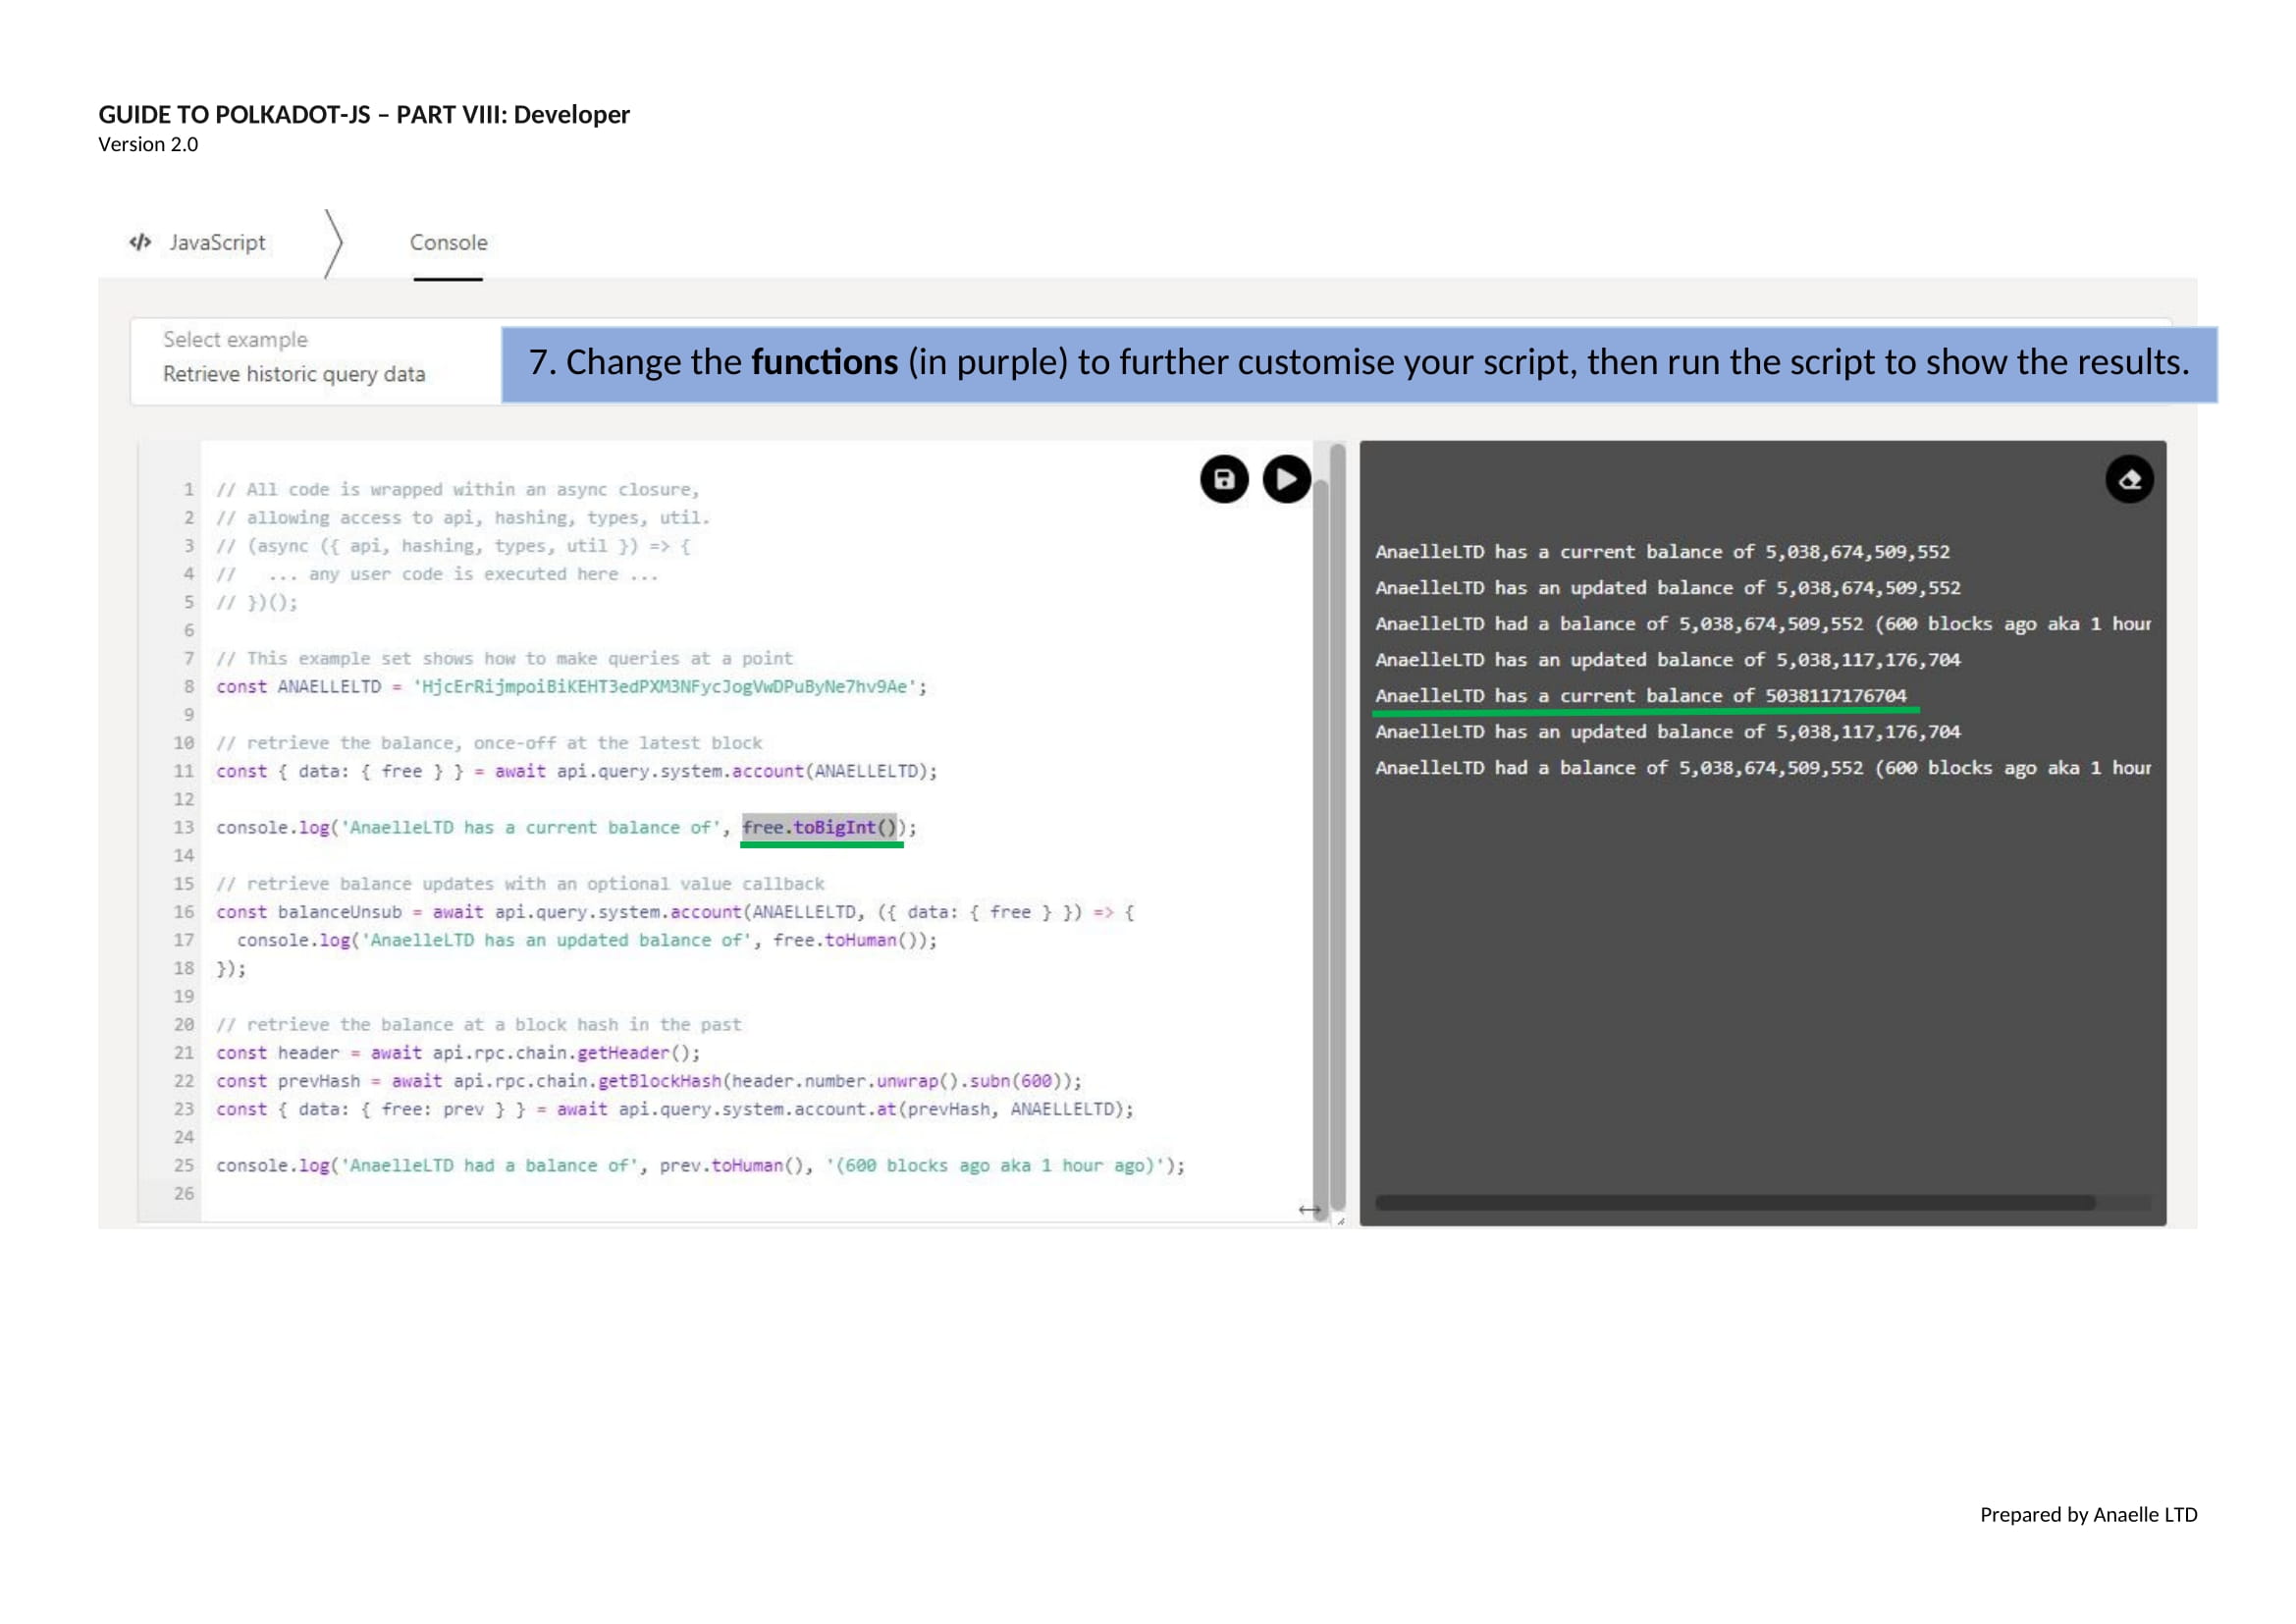 GUIDE TO POLKADOT-JS – PART VIII: Developer
Version 2.0
</> JavaScript
Console
Select example
Retrieve historic query data
7. Change the functions (in purple) to further customise your script, then run the script to show the results.
1 // All code is wrapped within an async closure,
2 // allowing access to api, hashing, types, util.
3 // (async ({ api, hashing, types, util }) => {
4 //   ... any user code is executed here ...
5 // })();
6
7 // This example set shows how to make queries at a point
8 const ANAELLELTD = 'HjcErRijmpoiBiKEHT3edPXM3NFycJogVwDPuByNe7hv9Ae';
9
10 // retrieve the balance, once-off at the latest block
11 const { data: { free } } = await api.query.system.account(ANAELLELTD);
12
13 console.log('AnaelleLTD has a current balance of', free.toBigInt());
14
15 // retrieve balance updates with an optional value callback
16 const balanceUnsub = await api.query.system.account(ANAELLELTD, ({ data: { free } }) => {
17   console.log('AnaelleLTD has an updated balance of', free.toHuman());
18 });
19
20 // retrieve the balance at a block hash in the past
21 const header = await api.rpc.chain.getHeader();
22 const prevHash = await api.rpc.chain.getBlockHash(header.number.unwrap().subn(600));
23 const { data: { free: prev } } = await api.query.system.account.at(prevHash, ANAELLELTD);
24
25 console.log('AnaelleLTD had a balance of', prev.toHuman(), '(600 blocks ago aka 1 hour ago)');
26
AnaelleLTD has a current balance of 5,038,674,509,552
AnaelleLTD has an updated balance of 5,038,674,509,552
AnaelleLTD had a balance of 5,038,674,509,552 (600 blocks ago aka 1 hour
AnaelleLTD has an updated balance of 5,038,117,176,704
AnaelleLTD has a current balance of 5038117176704
AnaelleLTD has an updated balance of 5,038,117,176,704
AnaelleLTD had a balance of 5,038,674,509,552 (600 blocks ago aka 1 hour
Prepared by Anaelle LTD